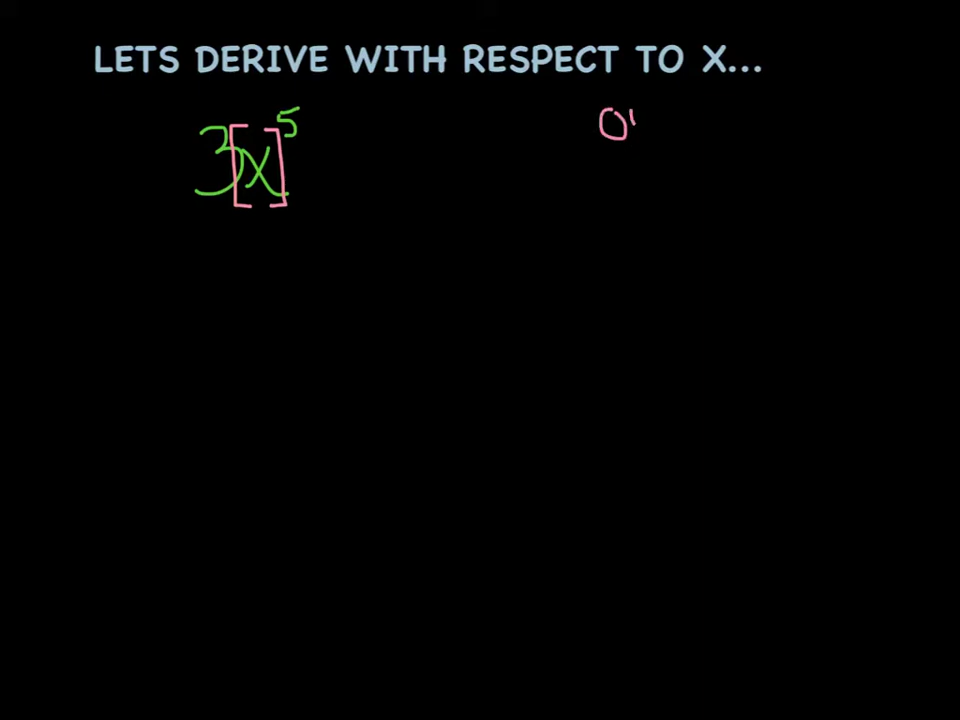 LETS DERIVE WITH RESPECT TO X...
3[x]⁵
O'